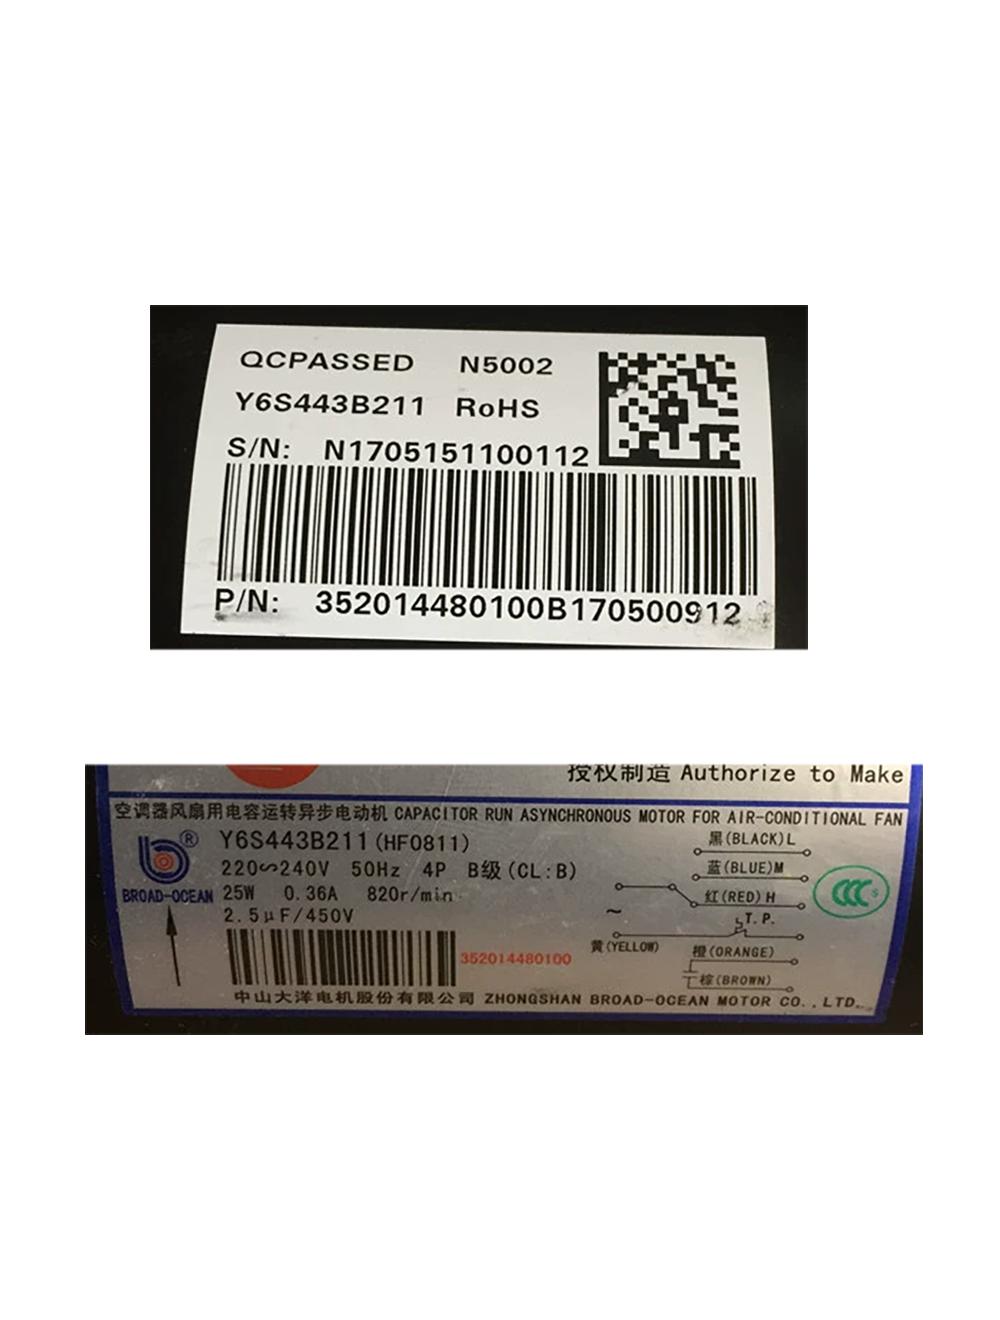 QCPASSED N5002
Y6S443B211 RoHS
S/N: N1705151100112
P/N: 352014480100B170500912
授权制造 Authorize to Make
空调器风扇用电容运转异步电动机 CAPACITOR RUN ASYNCHRONOUS MOTOR FOR AIR-CONDITIONAL FAN
b®
BROAD-OCEAN
Y6S443B211(HF0811)
220∽240V 50Hz 4P B级(CL:B)
25W 0.36A 820r/min
2.5μF/450V
352014480100
黑(BLACK)L
蓝(BLUE)M
红(RED)H
~
T.P.
黄(YELLOW)
橙(ORANGE)
棕(BROWN)
CCC S
中山大洋电机股份有限公司 ZHONGSHAN BROAD-OCEAN MOTOR CO.,LTD.